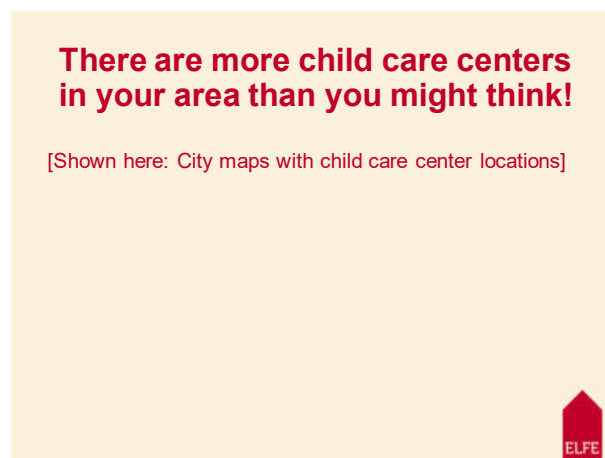 There are more child care centers
in your area than you might think!
[Shown here: City maps with child care center locations]
ELFE